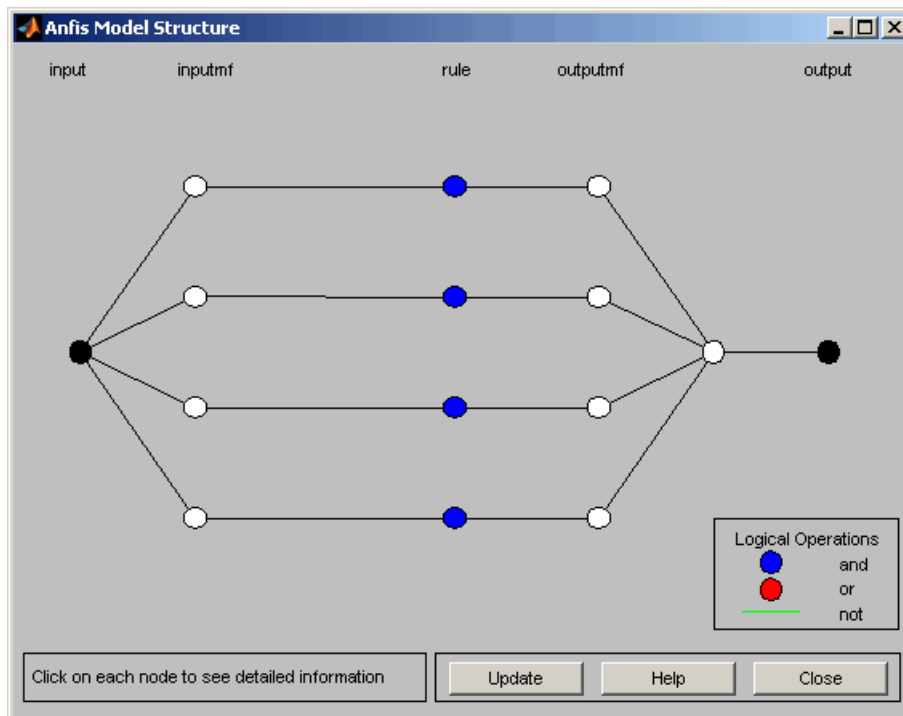 Anfis Model Structure
input inputmf rule outputmf output
Logical Operations
and
or
not
Click on each node to see detailed information
Update Help Close